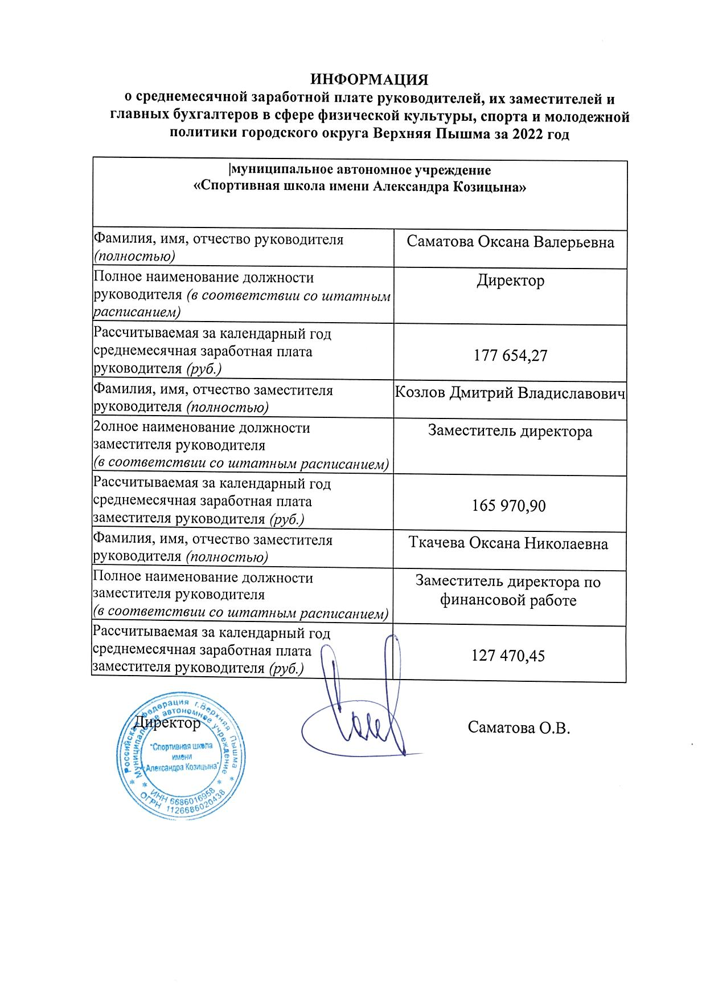 ИНФОРМАЦИЯ
о среднемесячной заработной плате руководителей, их заместителей и
главных бухгалтеров в сфере физической культуры, спорта и молодежной
политики городского округа Верхняя Пышма за 2022 год
|муниципальное автономное учреждение
«Спортивная школа имени Александра Козицына»
Фамилия, имя, отчество руководителя
(полностью)
Саматова Оксана Валерьевна
Полное наименование должности
руководителя (в соответствии со штатным
расписанием)
Директор
Рассчитываемая за календарный год
среднемесячная заработная плата
руководителя (руб.)
177 654,27
Фамилия, имя, отчество заместителя
руководителя (полностью)
Козлов Дмитрий Владиславович
2олное наименование должности
заместителя руководителя
(в соответствии со штатным расписанием)
Заместитель директора
Рассчитываемая за календарный год
среднемесячная заработная плата
заместителя руководителя (руб.)
165 970,90
Фамилия, имя, отчество заместителя
руководителя (полностью)
Ткачева Оксана Николаевна
Полное наименование должности
заместителя руководителя
(в соответствии со штатным расписанием)
Заместитель директора по
финансовой работе
Рассчитываемая за календарный год
среднемесячная заработная плата
заместителя руководителя (руб.)
127 470,45
Директор
Саматова О.В.
Российская Федерация г.Верхняя Пышма
Муниципальное автономное учреждение
"Спортивная школа
имени
Александра Козицына"
ИНН 6686016958
ОГРН 1126686020438